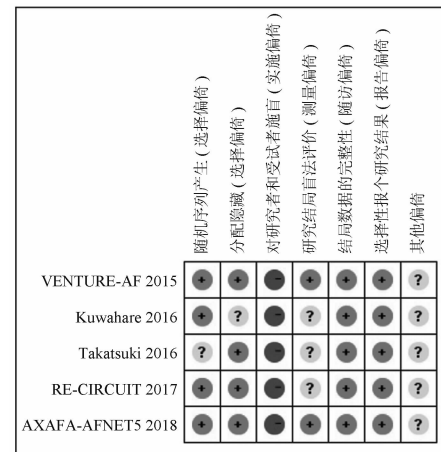 随机序列产生(选择偏倚)
分配隐藏(选择偏倚)
对研究者和受试者施盲(实施偏倚)
研究结局盲法评价(测量偏倚)
结局数据的完整性(随访偏倚)
选择性报个研究结果(报告偏倚)
其他偏倚
VENTURE-AF 2015 + + - + + + ?
Kuwahare 2016 + ? - ? + + ?
Takatsuki 2016 ? + - ? + + ?
RE-CIRCUIT 2017 + + - ? + + ?
AXAFA-AFNET5 2018 + + - + + + ?